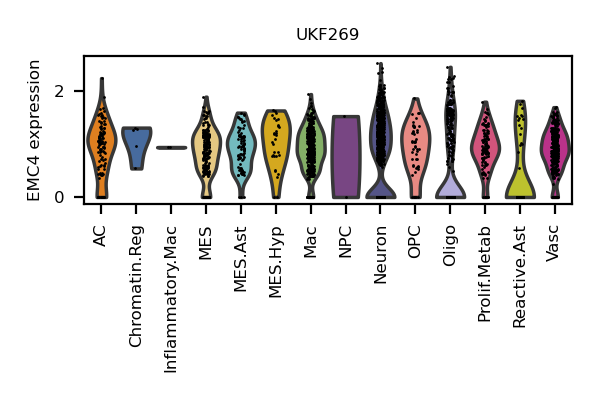 UKF269
EMC4 expression
2
0
AC
Chromatin.Reg
Inflammatory.Mac
MES
MES.Ast
MES.Hyp
Mac
NPC
Neuron
OPC
Oligo
Prolif.Metab
Reactive.Ast
Vasc